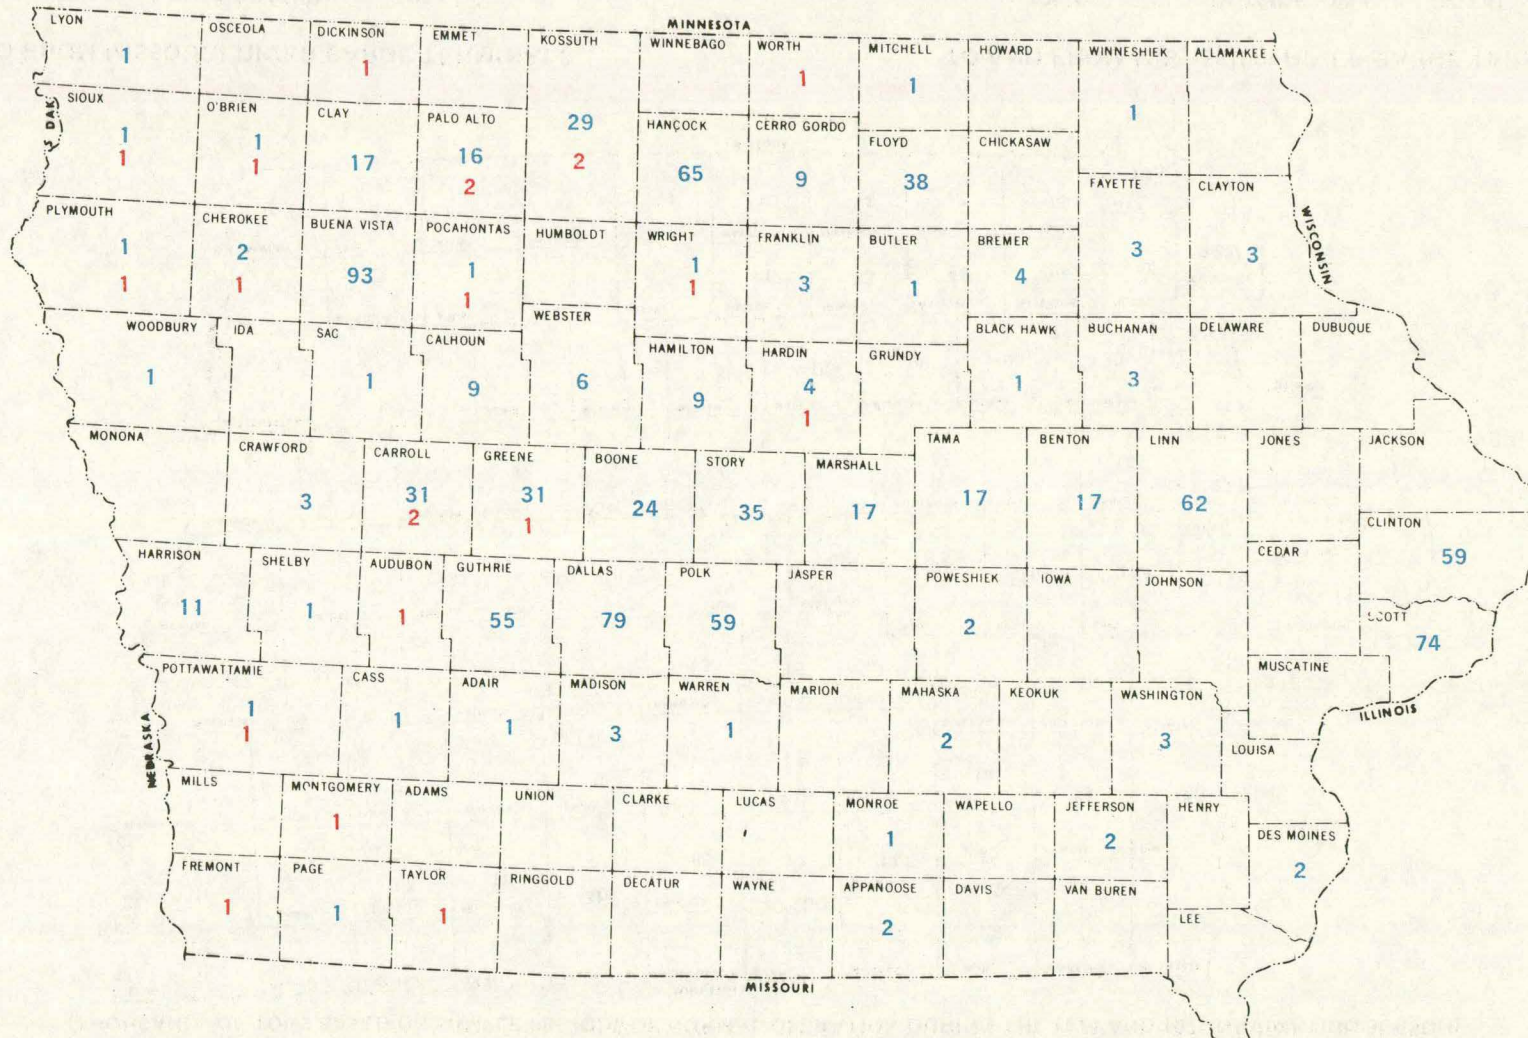 MINNESOTA
LYON
1
OSCEOLA
DICKINSON
1
EMMET
KOSSUTH
29
2
WINNEBAGO
WORTH
1
MITCHELL
1
HOWARD
WINNESHIEK
1
ALLAMAKEE
S DAK
SIOUX
1
1
O'BRIEN
1
1
CLAY
17
PALO ALTO
16
2
HANCOCK
65
CERRO GORDO
9
FLOYD
38
CHICKASAW
FAYETTE
3
CLAYTON
3
WISCONSIN
PLYMOUTH
1
1
CHEROKEE
2
1
BUENA VISTA
93
POCAHONTAS
1
1
HUMBOLDT
WRIGHT
1
1
FRANKLIN
3
BUTLER
1
BREMER
4
WOODBURY
1
IDA
SAC
1
CALHOUN
9
WEBSTER
6
HAMILTON
9
HARDIN
4
1
GRUNDY
BLACK HAWK
1
BUCHANAN
3
DELAWARE
DUBUQUE
MONONA
CRAWFORD
3
CARROLL
31
2
GREENE
31
1
BOONE
24
STORY
35
MARSHALL
17
TAMA
17
BENTON
17
LINN
62
JONES
JACKSON
CLINTON
59
HARRISON
11
SHELBY
1
AUDUBON
1
GUTHRIE
55
DALLAS
79
POLK
59
JASPER
POWESHIEK
2
IOWA
JOHNSON
CEDAR
SCOTT
74
MUSCATINE
ILLINOIS
NEBRASKA
POTTAWATTAMIE
1
1
CASS
1
ADAIR
1
MADISON
3
WARREN
1
MARION
MAHASKA
2
KEOKUK
WASHINGTON
3
LOUISA
MILLS
MONTGOMERY
1
ADAMS
UNION
CLARKE
LUCAS
MONROE
1
WAPELLO
JEFFERSON
2
HENRY
DES MOINES
2
FREMONT
1
PAGE
1
TAYLOR
1
RINGGOLD
DECATUR
WAYNE
APPANOOSE
2
DAVIS
VAN BUREN
LEE
MISSOURI